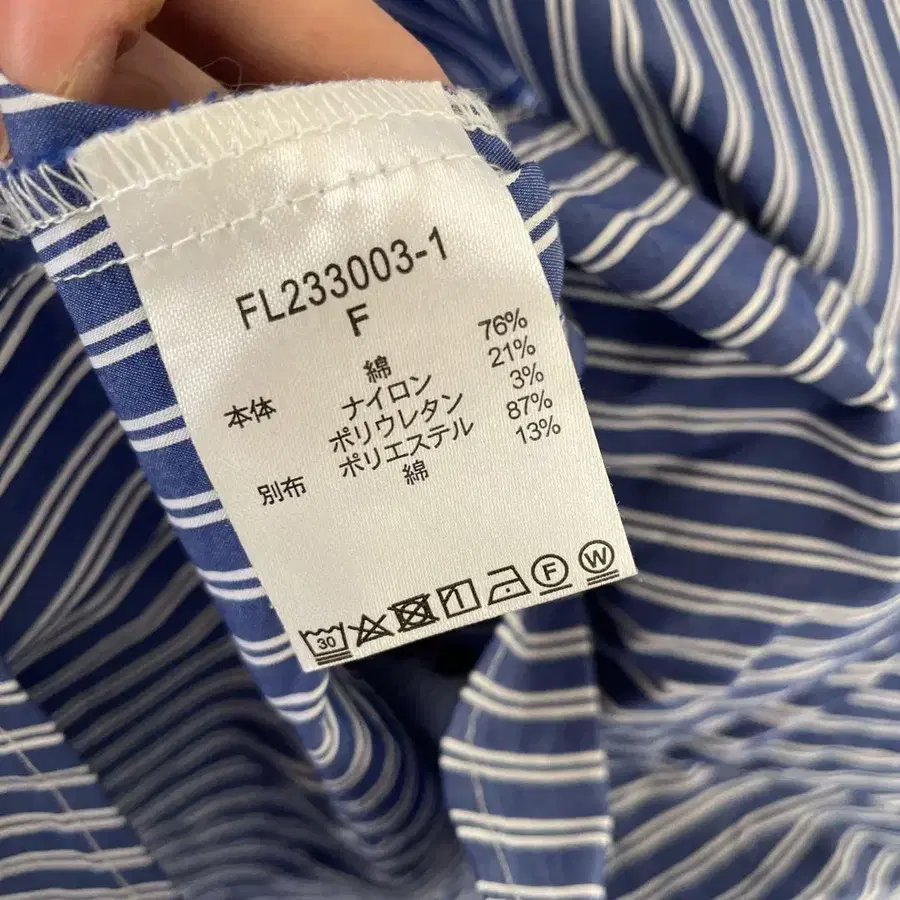 FL233003-1
F
本体 綿 76%
ナイロン 21%
ポリウレタン 3%
別布 ポリエステル 87%
綿 13%
30 F W